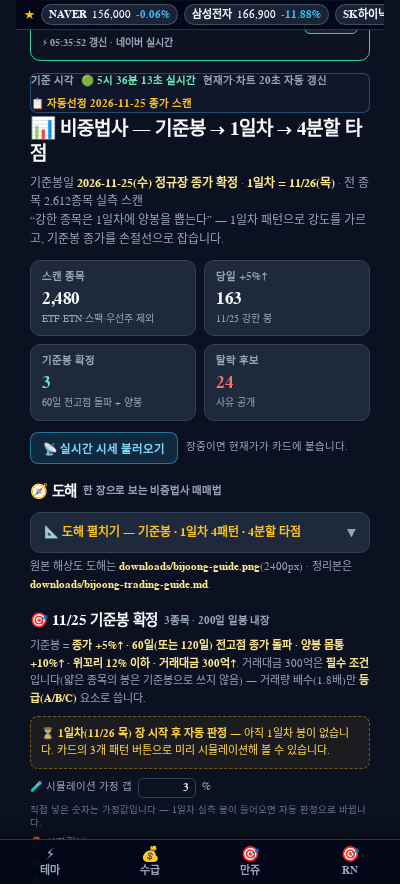 ★ NAVER 156,000 -0.06% 삼성전자 166,900 -11.88% SK하이닉
⚡ 05:35:52 갱신 · 네이버 실시간
기준 시각 🟢 5시 36분 13초 실시간 현재가·차트 20초 자동 갱신
📋 자동선정 2026-11-25 종가 스캔
📊 비중법사 — 기준봉 → 1일차 → 4분할 타
점
기준봉일 2026-11-25(수) 정규장 종가 확정 · 1일차 = 11/26(목) · 전 종
목 2,612종목 실측 스캔
“강한 종목은 1일차에 양봉을 뽑는다” — 1일차 패턴으로 강도를 가르
고, 기준봉 종가를 손절선으로 잡습니다.
스캔 종목
2,480
ETF·ETN·스팩·우선주 제외
당일 +5%↑
163
11/25 강한 봉
기준봉 확정
3
60일 전고점 돌파 + 양봉
탈락 후보
24
사유 공개
📡 실시간 시세 불러오기 장중이면 현재가가 카드에 붙습니다.
🧭 도해 한 장으로 보는 비중법사 매매법
📐 도해 펼치기 — 기준봉 · 1일차 4패턴 · 4분할 타점 ▼
원본 해상도 도해는 downloads/bijoong-guide.png(2400px) · 정리본은
downloads/bijoong-trading-guide.md.
🎯 11/25 기준봉 확정 3종목 · 200일 일봉 내장
기준봉 = 종가 +5%↑ · 60일(또는 120일) 전고점 종가 돌파 · 양봉 몸통
+10%↑ · 위꼬리 12% 이하 · 거래대금 300억↑. 거래대금 300억은 필수 조건
입니다(얇은 종목의 봉은 기준봉으로 쓰지 않음) — 거래량 배수(1.8배)만 등
급(A/B/C) 요소로 씁니다.
⏳ 1일차(11/26 목) 장 시작 후 자동 판정 — 아직 1일차 봉이 없습니
다. 카드의 3개 패턴 버튼으로 미리 시뮬레이션해 볼 수 있습니다.
🧪 시뮬레이션 가정 갭 3 %
직접 넣은 숫자는 가정값입니다 — 1일차 실측 봉이 들어오면 자동 판정으로 바뀝니
다.
⚡ 💰 🎯 🎯
테마 수급 만쥬 RN